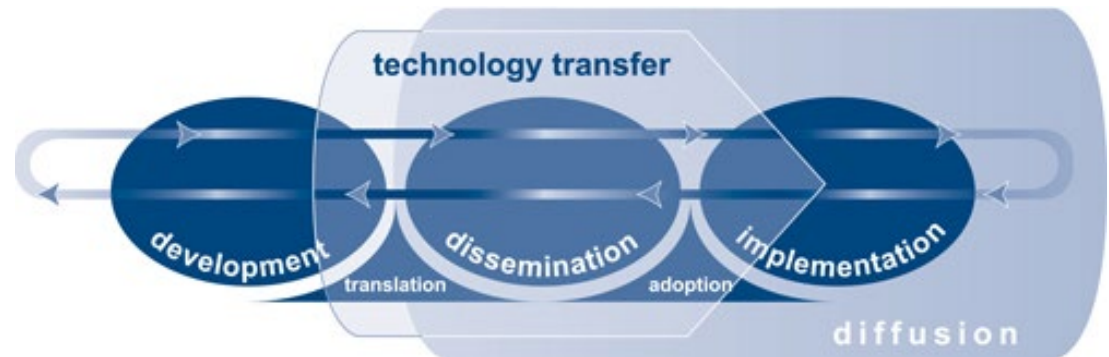 technology transfer
development
dissemination
implementation
translation
adoption
diffusion